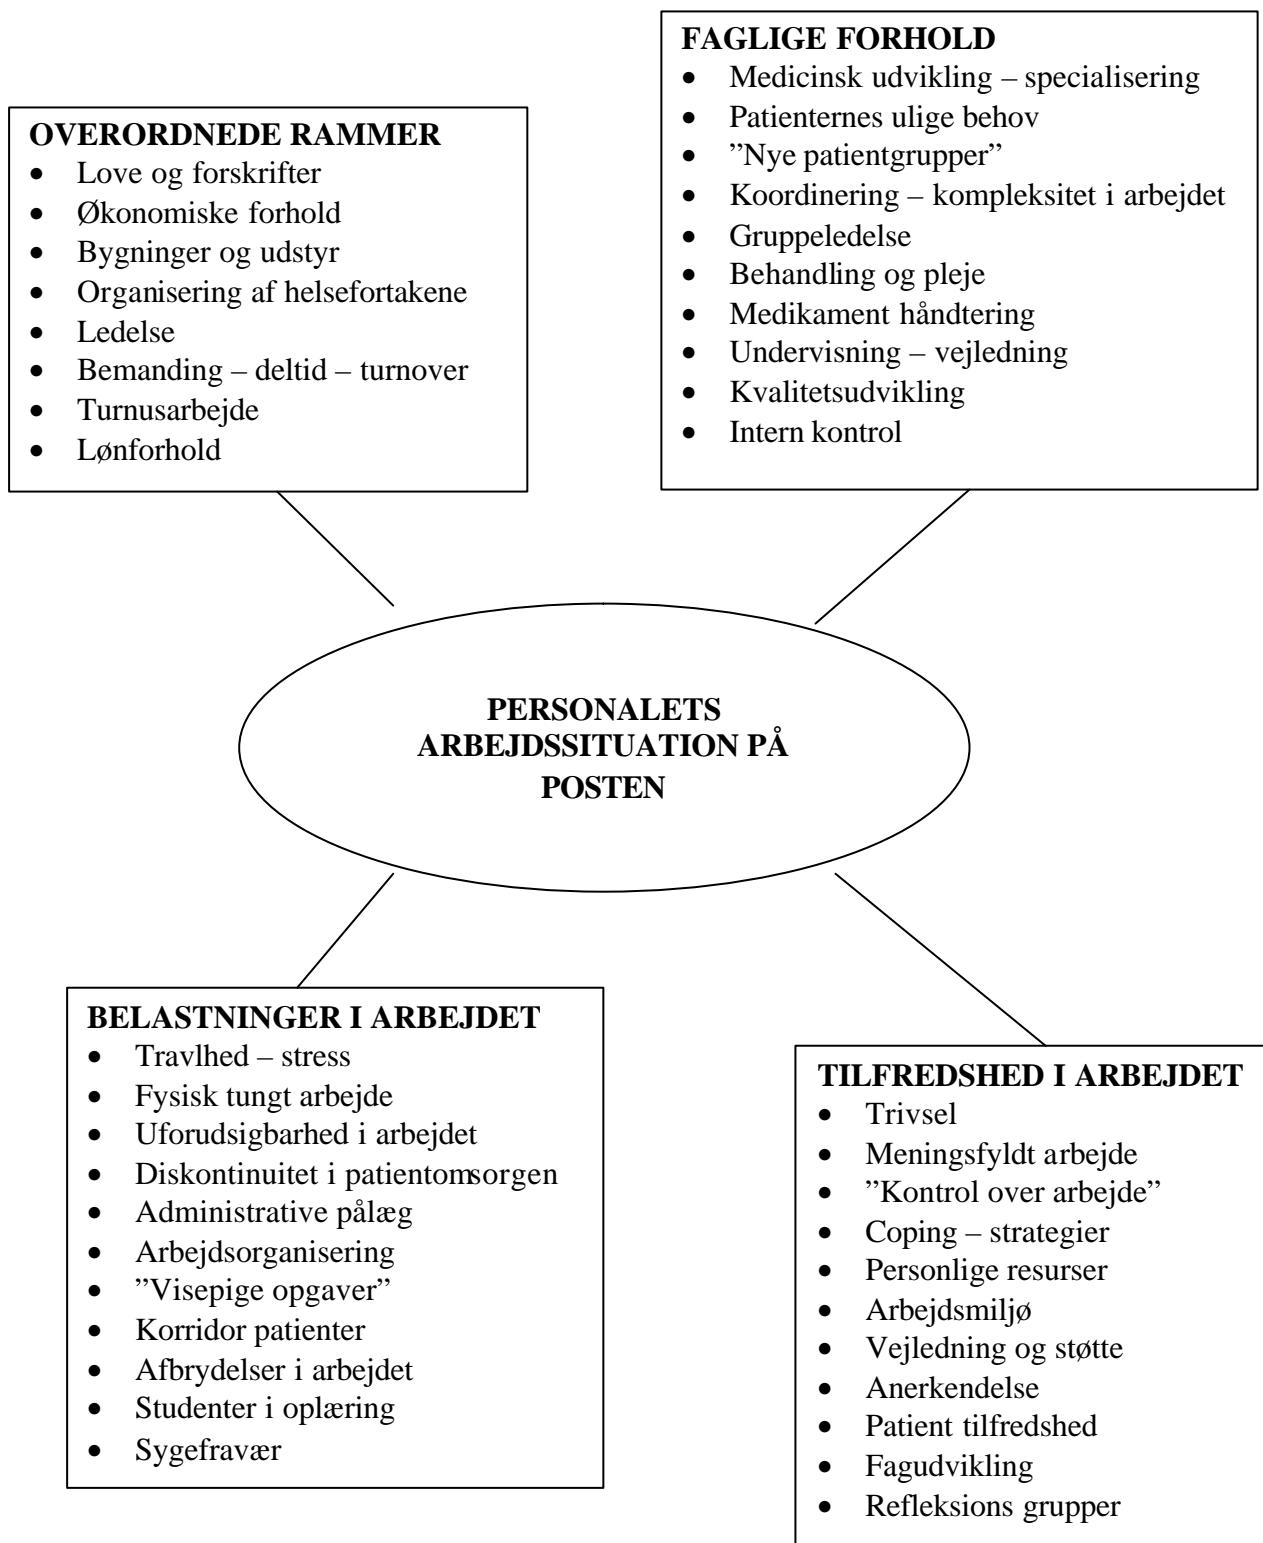 OVERORDNEDE RAMMER
• Love og forskrifter
• Økonomiske forhold
• Bygninger og udstyr
• Organisering af helsefortakene
• Ledelse
• Bemanding – deltid – turnover
• Turnusarbejde
• Lønforhold
FAGLIGE FORHOLD
• Medicinsk udvikling – specialisering
• Patienternes ulige behov
• ”Nye patientgrupper”
• Koordinering – kompleksitet i arbejdet
• Gruppeledelse
• Behandling og pleje
• Medikament håndtering
• Undervisning – vejledning
• Kvalitetsudvikling
• Intern kontrol
PERSONALETS
ARBEJDSSITUATION PÅ
POSTEN
BELASTNINGER I ARBEJDET
• Travlhed – stress
• Fysisk tungt arbejde
• Uforudsigbarhed i arbejdet
• Diskontinuitet i patientomsorgen
• Administrative pålæg
• Arbejdsorganisering
• ”Visepige opgaver”
• Korridor patienter
• Afbrydelser i arbejdet
• Studenter i oplæring
• Sygefravær
TILFREDSHED I ARBEJDET
• Trivsel
• Meningsfyldt arbejde
• ”Kontrol over arbejde”
• Coping – strategier
• Personlige resurser
• Arbejdsmiljø
• Vejledning og støtte
• Anerkendelse
• Patient tilfredshed
• Fagudvikling
• Refleksions grupper